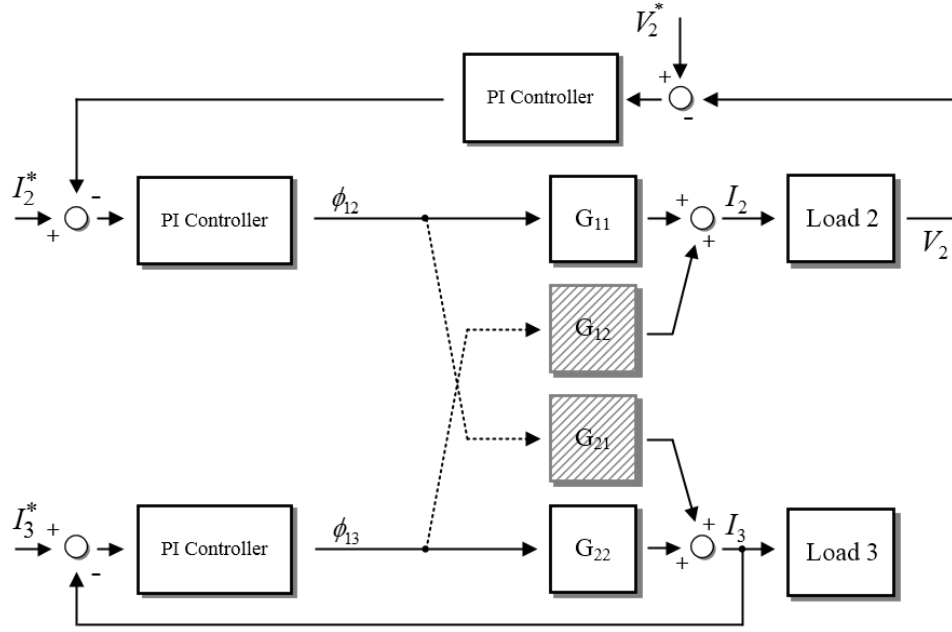 V₂*
+
PI Controller
-
I₂*
-
+
PI Controller
ϕ₁₂
G₁₁
+
+
I₂
Load 2
V₂
G₁₂
G₂₁
I₃*
+
-
PI Controller
ϕ₁₃
G₂₂
+
+
I₃
Load 3